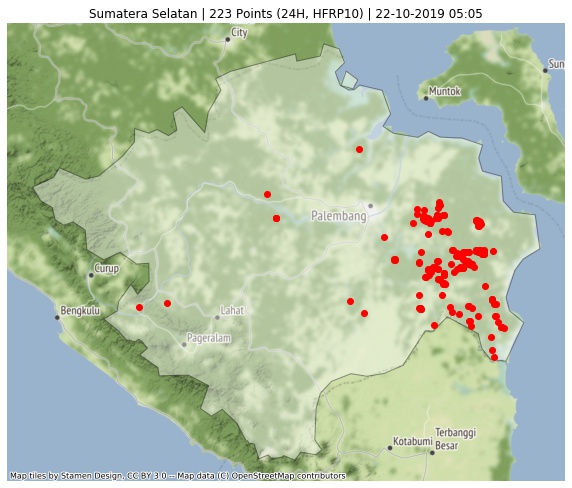 Sumatera Selatan | 223 Points (24H, HFRP10) | 22-10-2019 05:05
City
Sun
Muntok
Palembang
Curup
Bengkulu
Lahat
Pageralam
Terbanggi
Kotabumi
Besar
Map tiles by Stamen Design, CC BY 3.0 -- Map data (C) OpenStreetMap contributors